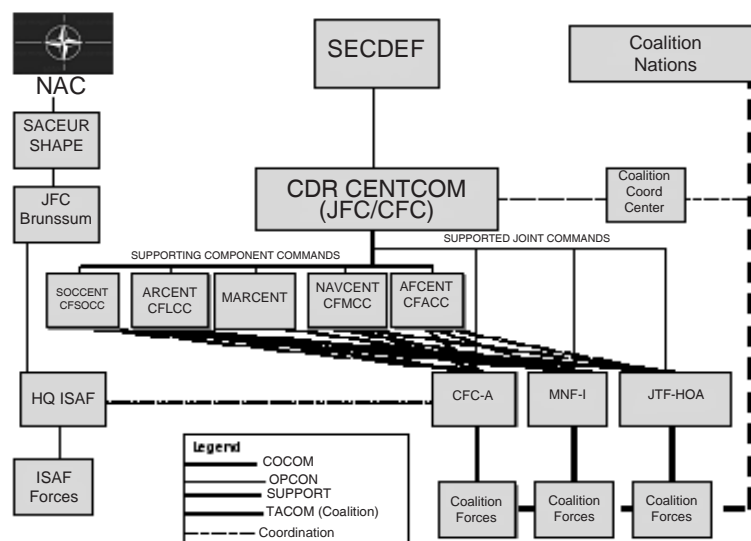 NAC
SACEUR
SHAPE
JFC
Brunssum
HQ ISAF
ISAF
Forces
SECDEF
Coalition
Nations
CDR CENTCOM
(JFC/CFC)
Coalition
Coord
Center
SUPPORTING COMPONENT COMMANDS
SUPPORTED JOINT COMMANDS
SOCCENT
CFSOCC
ARCENT
CFLCC
MARCENT
NAVCENT
CFMCC
AFCENT
CFACC
CFC-A
MNF-I
JTF-HOA
Coalition
Forces
Coalition
Forces
Coalition
Forces
Legend
COCOM
OPCON
SUPPORT
TACOM (Coalition)
Coordination